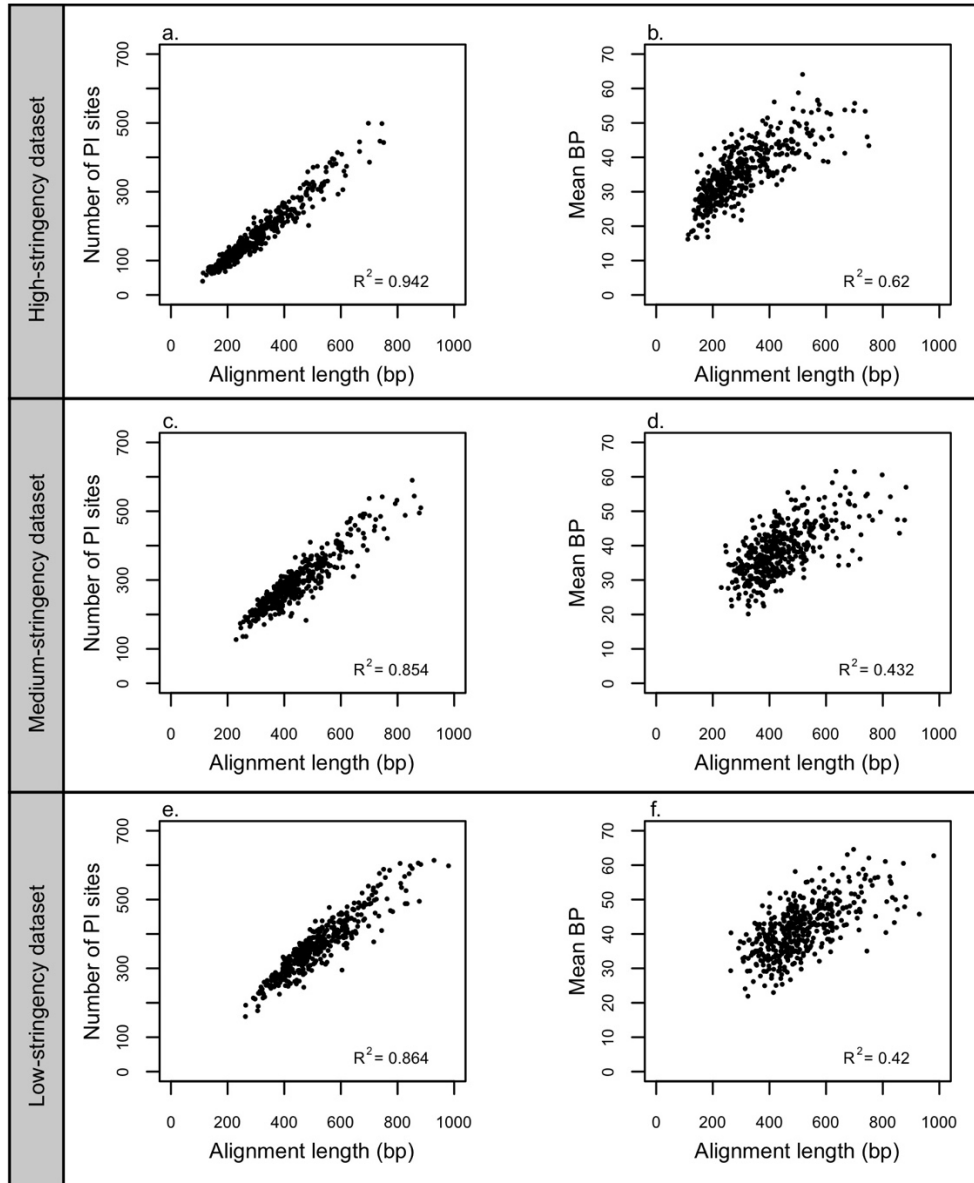 High-stringency dataset
a.
Number of PI sites
700
500
300
100
0
R² = 0.942
0 200 400 600 800 1000
Alignment length (bp)
b.
Mean BP
70
60
50
40
30
20
10
0
R² = 0.62
0 200 400 600 800 1000
Alignment length (bp)
Medium-stringency dataset
c.
Number of PI sites
700
500
300
100
0
R² = 0.854
0 200 400 600 800 1000
Alignment length (bp)
d.
Mean BP
70
60
50
40
30
20
10
0
R² = 0.432
0 200 400 600 800 1000
Alignment length (bp)
Low-stringency dataset
e.
Number of PI sites
700
500
300
100
0
R² = 0.864
0 200 400 600 800 1000
Alignment length (bp)
f.
Mean BP
70
60
50
40
30
20
10
0
R² = 0.42
0 200 400 600 800 1000
Alignment length (bp)